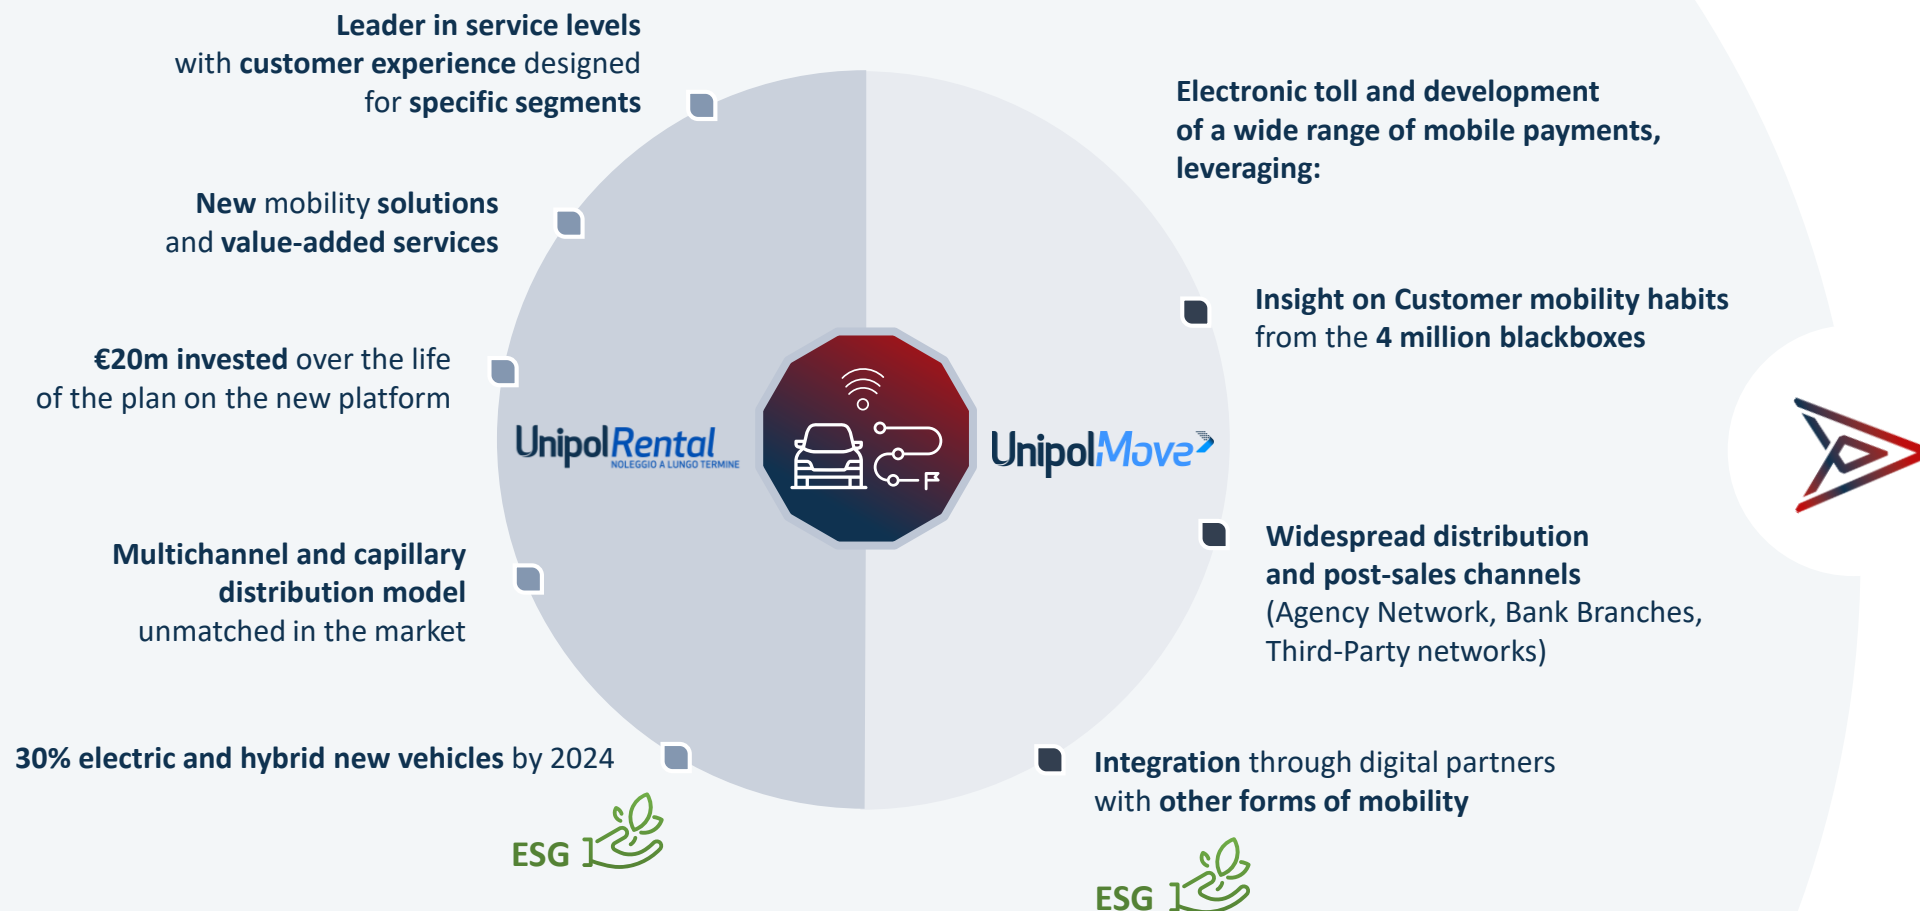 Leader in service levels
with customer experience designed
for specific segments
New mobility solutions
and value-added services
€20m invested over the life
of the plan on the new platform
UnipolRental
NOLEGGIO A LUNGO TERMINE
Multichannel and capillary
distribution model
unmatched in the market
30% electric and hybrid new vehicles by 2024
ESG
Electronic toll and development
of a wide range of mobile payments,
leveraging:
Insight on Customer mobility habits
from the 4 million blackboxes
UnipolMove
Widespread distribution
and post-sales channels
(Agency Network, Bank Branches,
Third-Party networks)
Integration through digital partners
with other forms of mobility
ESG